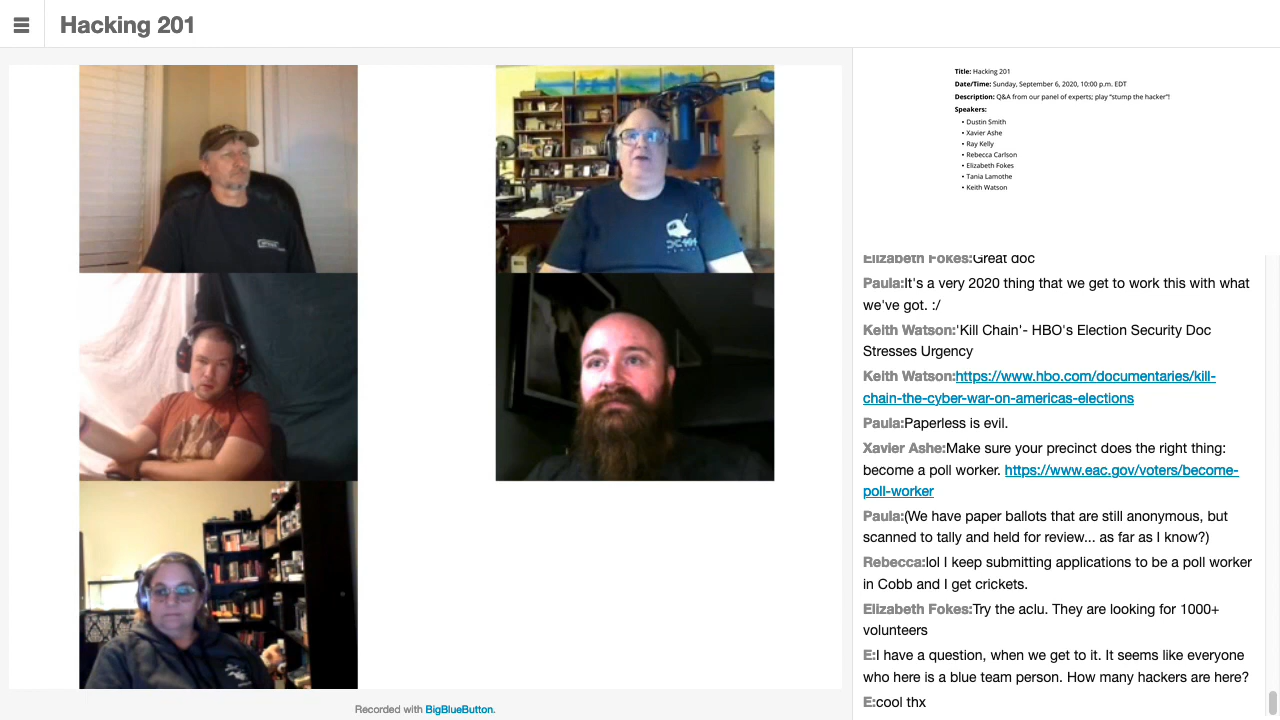 Hacking 201
Title: Hacking 201
Date/Time: Sunday, September 6, 2020, 10:00 p.m. EDT
Description: Q&A from our panel of experts; play "stump the hacker"!
Speakers:
• Dustin Smith
• Xavier Ashe
• Ray Kelly
• Rebecca Carlson
• Elizabeth Fokes
• Tania Lamothe
• Keith Watson
DC404
Elizabeth Fokes:Great doc
Paula:It's a very 2020 thing that we get to work this with what
we've got. :/
Keith Watson:'Kill Chain'- HBO's Election Security Doc
Stresses Urgency
Keith Watson:https://www.hbo.com/documentaries/kill-
chain-the-cyber-war-on-americas-elections
Paula:Paperless is evil.
Xavier Ashe:Make sure your precinct does the right thing:
become a poll worker. https://www.eac.gov/voters/become-
poll-worker
Paula:(We have paper ballots that are still anonymous, but
scanned to tally and held for review... as far as I know?)
Rebecca:lol I keep submitting applications to be a poll worker
in Cobb and I get crickets.
Elizabeth Fokes:Try the aclu. They are looking for 1000+
volunteers
E:I have a question, when we get to it. It seems like everyone
who here is a blue team person. How many hackers are here?
E:cool thx
Recorded with BigBlueButton.